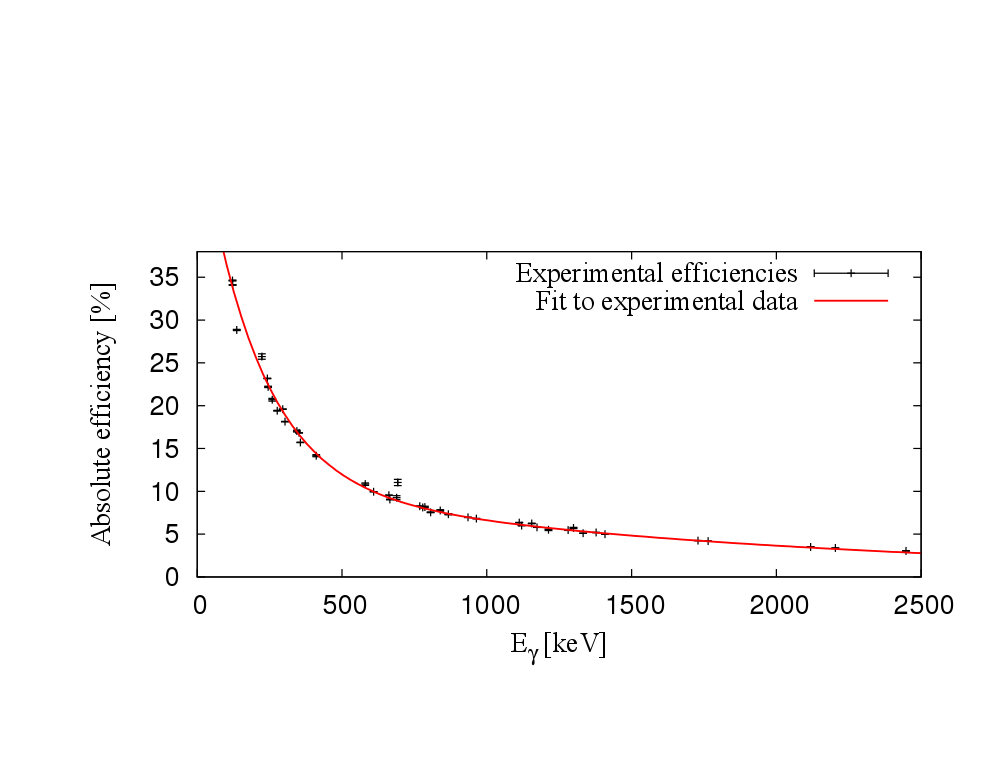 Experimental efficiencies
Fit to experimental data
Absolute efficiency [%]
35
30
25
20
15
10
5
0
0 500 1000 1500 2000 2500
Eγ [keV]